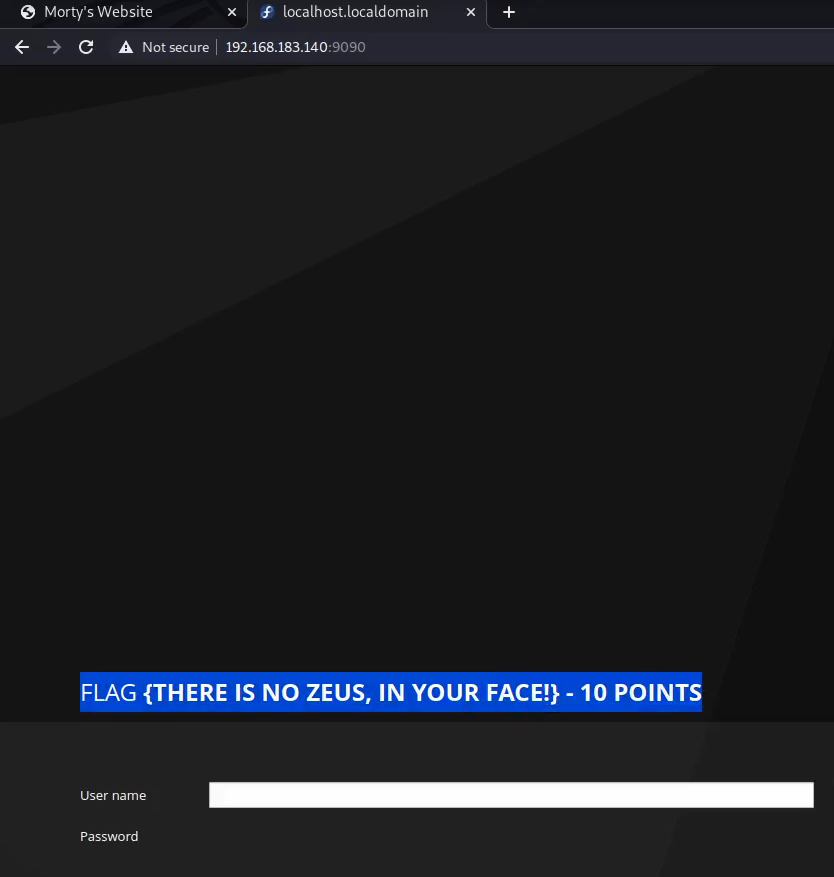 Morty's Website
localhost.localdomain
Not secure 192.168.183.140:9090
FLAG {THERE IS NO ZEUS, IN YOUR FACE!} - 10 POINTS
User name
Password